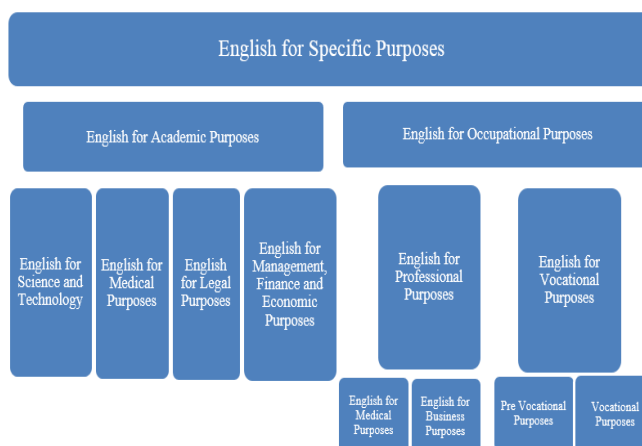 English for Specific Purposes
English for Academic Purposes
English for Occupational Purposes
English for
Science and
Technology
English for
Medical
Purposes
English
for Legal
Purposes
English for
Management,
Finance and
Economic
Purposes
English for
Professional
Purposes
English for
Vocational
Purposes
English for
Medical
Purposes
English for
Business
Purposes
Pre Vocational
Purposes
Vocational
Purposes